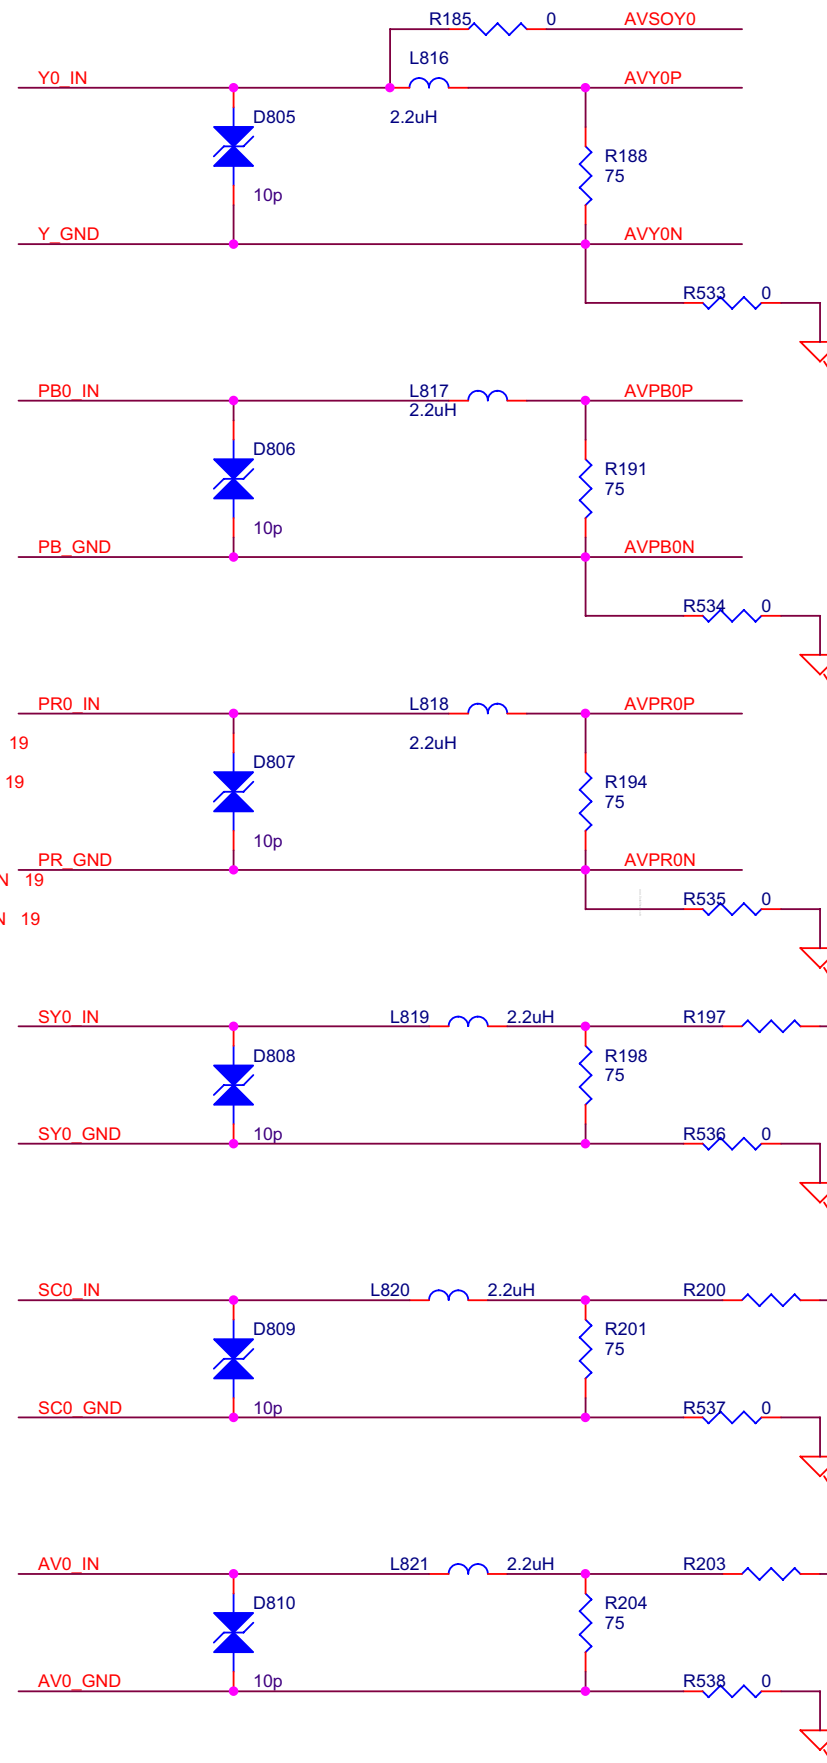 R185 0 AVSOY0
L816
Y0_IN AVY0P
D805 2.2uH
R188
75
10p
Y_GND AVY0N
R533 0
PB0_IN L817 AVPB0P
2.2uH
D806
R191
75
10p
PB_GND AVPB0N
R534 0
PR0_IN L818 AVPR0P
19 2.2uH
D807
19 R194
75
10p
PR_GND AVPR0N
N 19
R535 0
N 19
SY0_IN L819 2.2uH R197
D808 R198
75
SY0_GND 10p R536 0
SC0_IN L820 2.2uH R200
D809 R201
75
SC0_GND 10p R537 0
AV0_IN L821 2.2uH R203
D810 R204
75
AV0_GND 10p R538 0